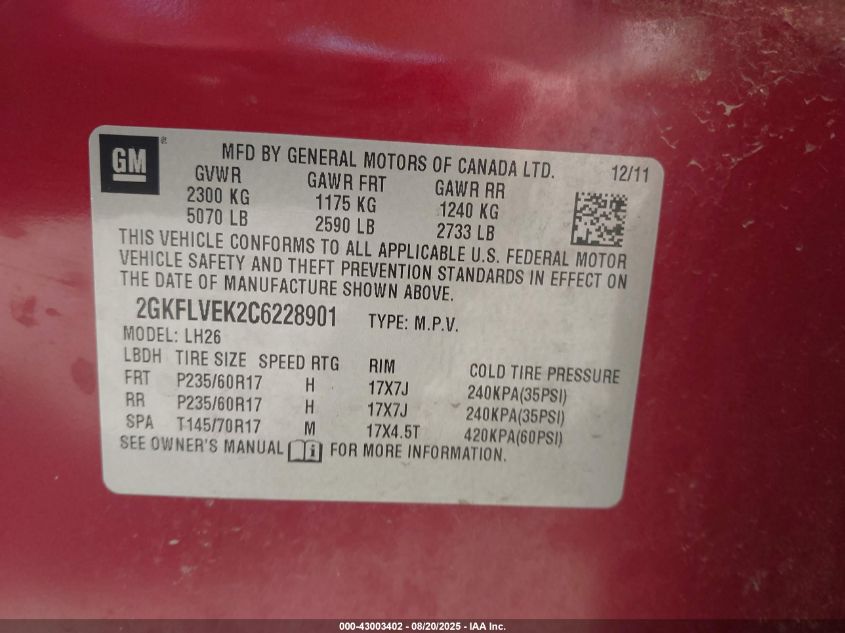 GM
MFD BY GENERAL MOTORS OF CANADA LTD. 12/11
GVWR GAWR FRT GAWR RR
2300 KG 1175 KG 1240 KG
5070 LB 2590 LB 2733 LB
THIS VEHICLE CONFORMS TO ALL APPLICABLE U.S. FEDERAL MOTOR
VEHICLE SAFETY AND THEFT PREVENTION STANDARDS IN EFFECT ON
THE DATE OF MANUFACTURE SHOWN ABOVE.
2GKFLVEK2C6228901 TYPE: M.P.V.
MODEL: LH26
LBDH TIRE SIZE SPEED RTG RIM COLD TIRE PRESSURE
FRT P235/60R17 H 17X7J 240KPA(35PSI)
RR P235/60R17 H 17X7J 240KPA(35PSI)
SPA T145/70R17 M 17X4.5T 420KPA(60PSI)
SEE OWNER'S MANUAL i FOR MORE INFORMATION.
000-43003402 - 08/20/2025 - IAA Inc.